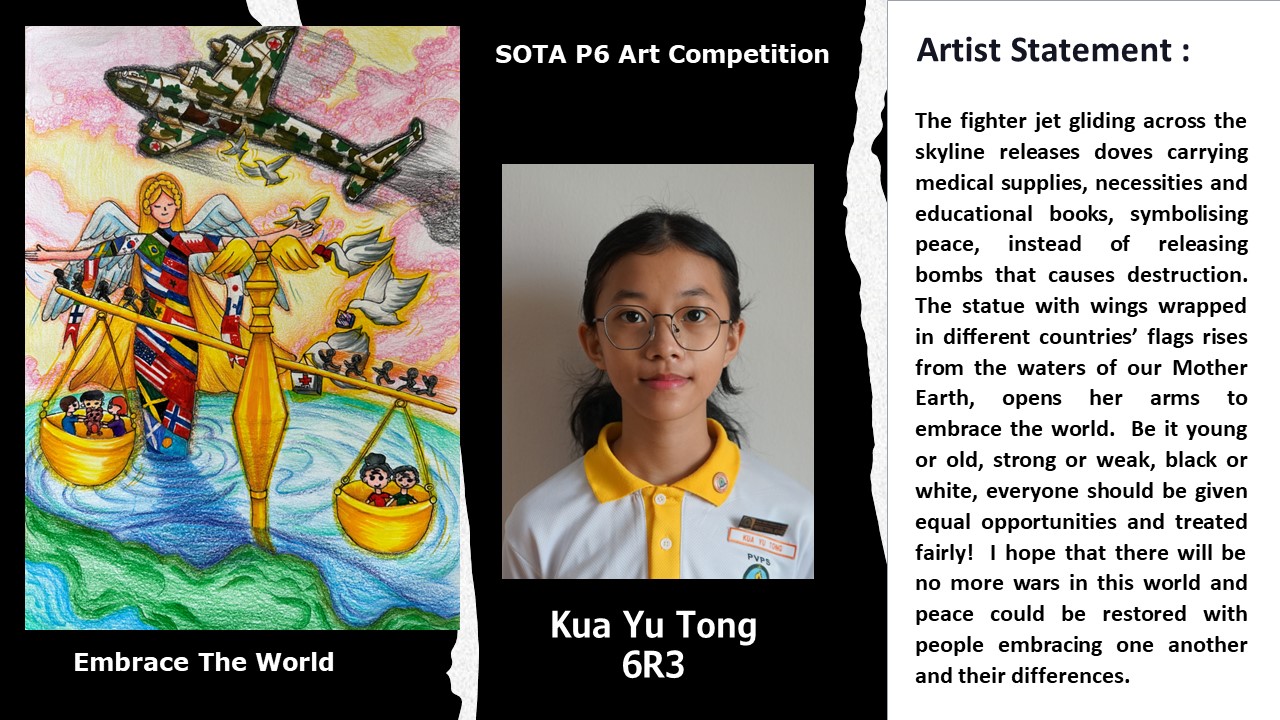 SOTA P6 Art Competition
Embrace The World
KUA YU TONG
PVPS
Kua Yu Tong
6R3
Artist Statement :
The fighter jet gliding across the
skyline releases doves carrying
medical supplies, necessities and
educational books, symbolising
peace, instead of releasing
bombs that causes destruction.
The statue with wings wrapped
in different countries’ flags rises
from the waters of our Mother
Earth, opens her arms to
embrace the world. Be it young
or old, strong or weak, black or
white, everyone should be given
equal opportunities and treated
fairly! I hope that there will be
no more wars in this world and
peace could be restored with
people embracing one another
and their differences.